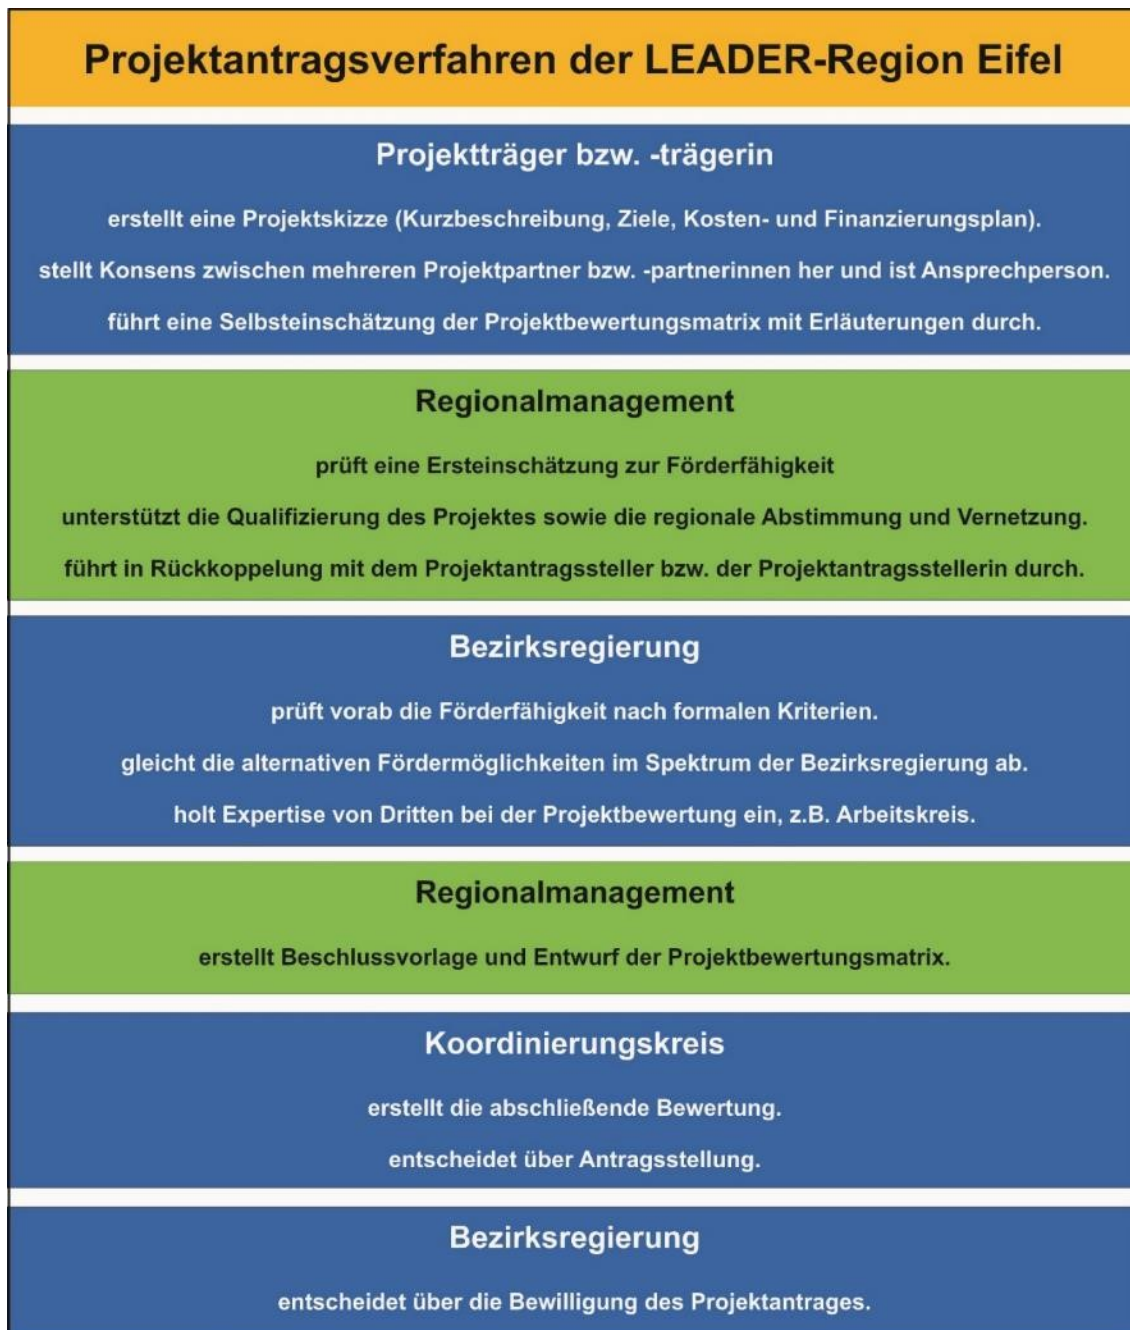 Projektantragsverfahren der LEADER-Region Eifel
Projektträger bzw. -trägerin
erstellt eine Projektskizze (Kurzbeschreibung, Ziele, Kosten- und Finanzierungsplan).
stellt Konsens zwischen mehreren Projektpartner bzw. -partnerinnen her und ist Ansprechperson.
führt eine Selbsteinschätzung der Projektbewertungsmatrix mit Erläuterungen durch.
Regionalmanagement
prüft eine Ersteinschätzung zur Förderfähigkeit
unterstützt die Qualifizierung des Projektes sowie die regionale Abstimmung und Vernetzung.
führt in Rückkoppelung mit dem Projektantragssteller bzw. der Projektantragsstellerin durch.
Bezirksregierung
prüft vorab die Förderfähigkeit nach formalen Kriterien.
gleicht die alternativen Fördermöglichkeiten im Spektrum der Bezirksregierung ab.
holt Expertise von Dritten bei der Projektbewertung ein, z.B. Arbeitskreis.
Regionalmanagement
erstellt Beschlussvorlage und Entwurf der Projektbewertungsmatrix.
Koordinierungskreis
erstellt die abschließende Bewertung.
entscheidet über Antragsstellung.
Bezirksregierung
entscheidet über die Bewilligung des Projektantrages.